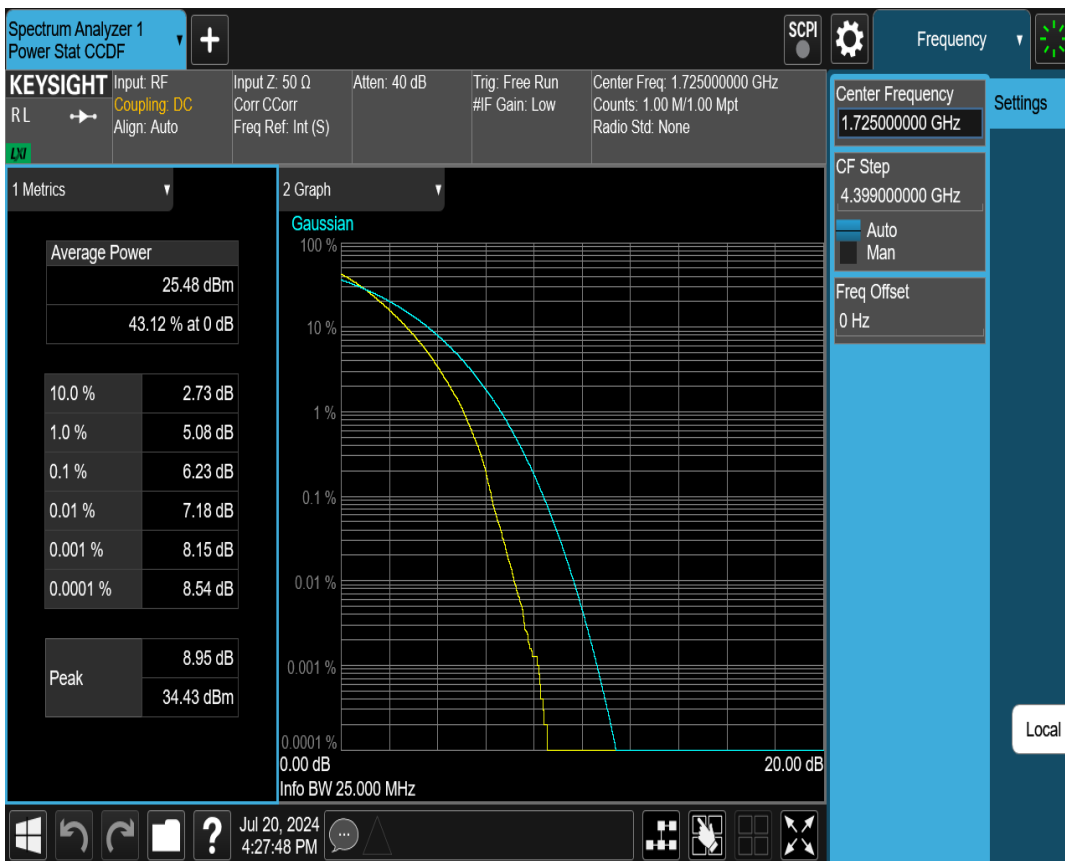 Spectrum Analyzer 1
Power Stat CCDF
+
SCPI
Frequency
KEYSIGHT
RL
LXI
Input: RF
Coupling: DC
Align: Auto
Input Z: 50 Ω
Corr CCorr
Freq Ref: Int (S)
Atten: 40 dB
Trig: Free Run
#IF Gain: Low
Center Freq: 1.725000000 GHz
Counts: 1.00 M/1.00 Mpt
Radio Std: None
Center Frequency
1.725000000 GHz
Settings
CF Step
4.399000000 GHz
Auto
Man
Freq Offset
0 Hz
1 Metrics
Average Power
25.48 dBm
43.12 % at 0 dB
10.0 % 2.73 dB
1.0 % 5.08 dB
0.1 % 6.23 dB
0.01 % 7.18 dB
0.001 % 8.15 dB
0.0001 % 8.54 dB
Peak
8.95 dB
34.43 dBm
2 Graph
Gaussian
100 %
10 %
1 %
0.1 %
0.01 %
0.001 %
0.0001 %
0.00 dB 20.00 dB
Info BW 25.000 MHz
Local
?
Jul 20, 2024
4:27:48 PM